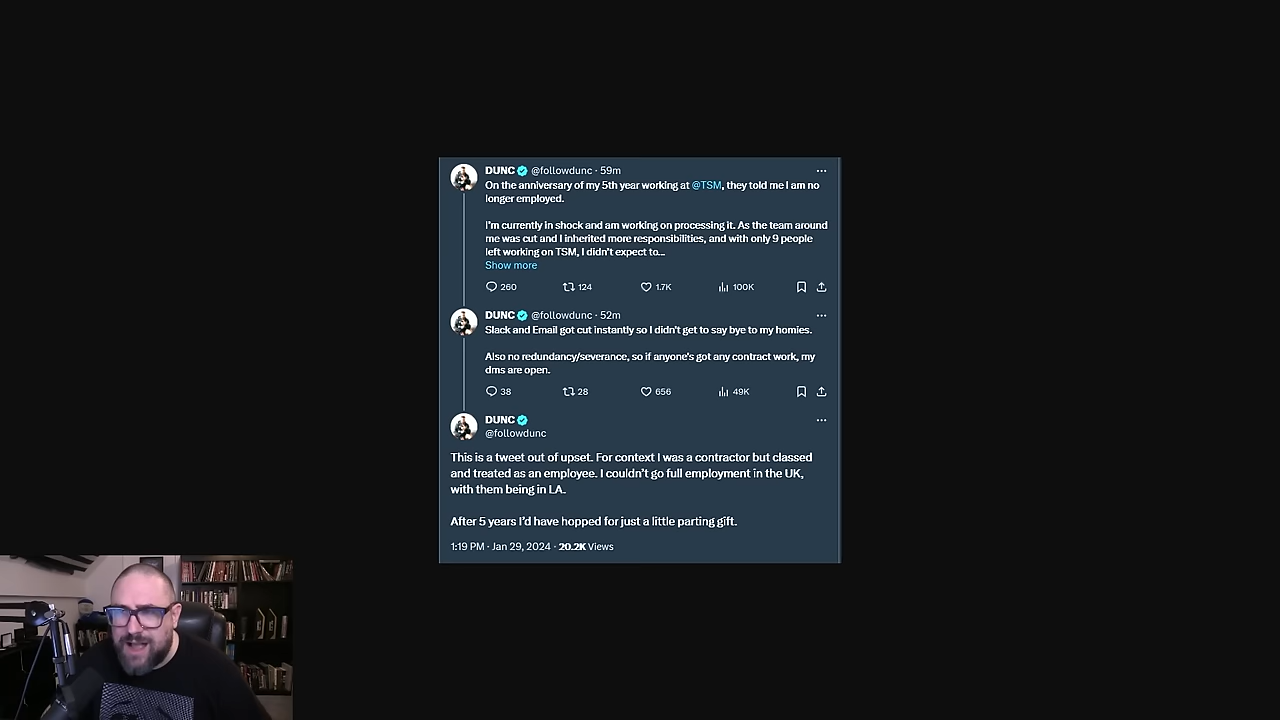 DUNC @followdunc · 59m
On the anniversary of my 5th year working at @TSM, they told me I am no
longer employed.
I'm currently in shock and am working on processing it. As the team around
me was cut and I inherited more responsibilities, and with only 9 people
left working on TSM, I didn't expect to...
Show more
260 124 1.7K 100K
DUNC @followdunc · 52m
Slack and Email got cut instantly so I didn't get to say bye to my homies.
Also no redundancy/severance, so if anyone's got any contract work, my
dms are open.
38 28 656 49K
DUNC
@followdunc
This is a tweet out of upset. For context I was a contractor but classed
and treated as an employee. I couldn't go full employment in the UK,
with them being in LA.
After 5 years I'd have hopped for just a little parting gift.
1:19 PM · Jan 29, 2024 · 20.2K Views